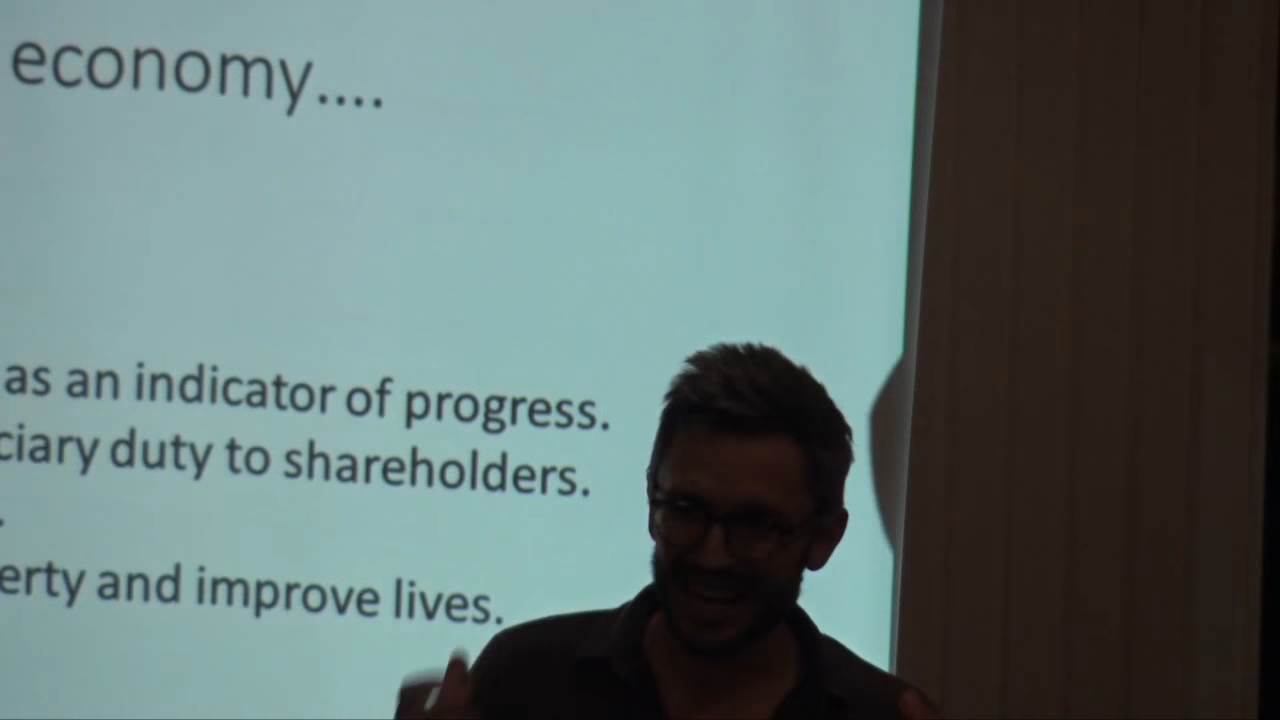 economy....
as an indicator of progress.
ciary duty to shareholders.
.
erty and improve lives.